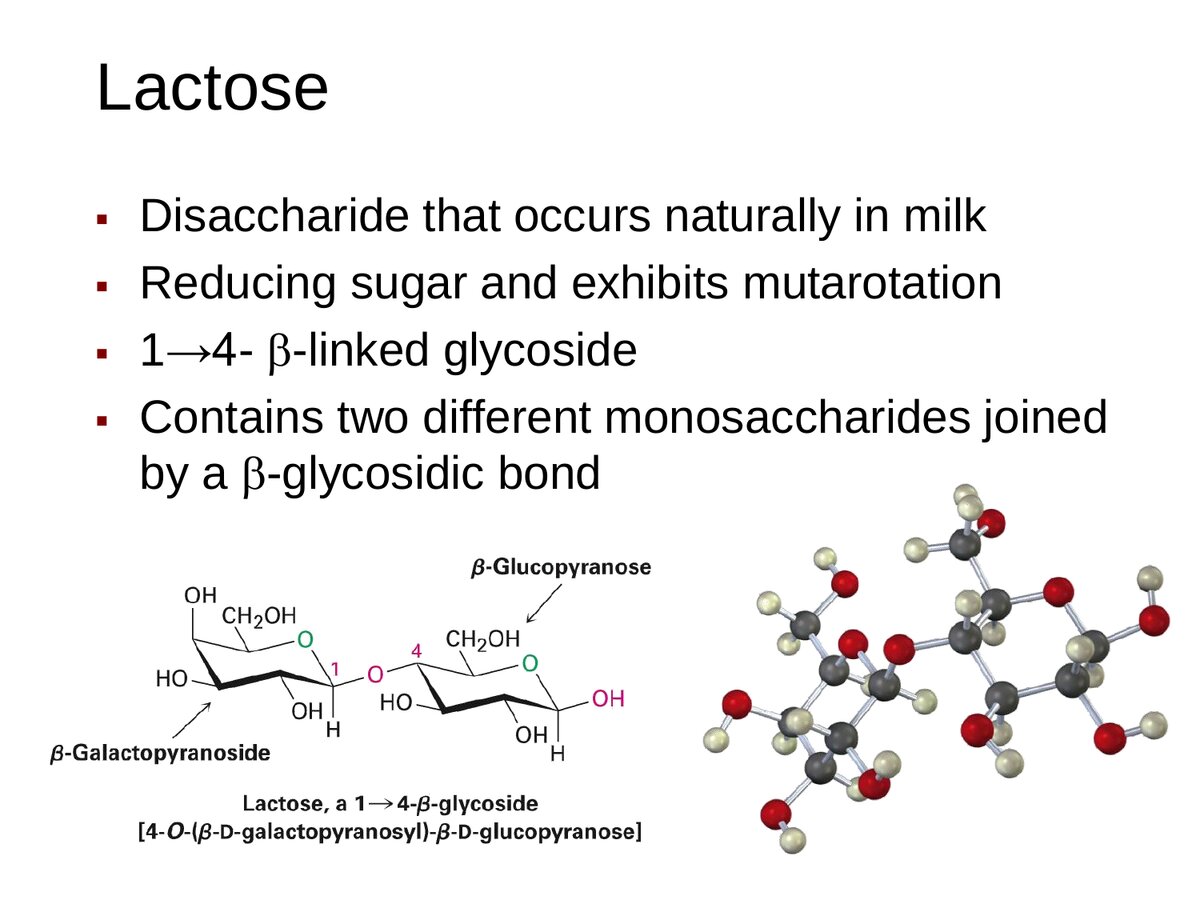 Lactose
▪ Disaccharide that occurs naturally in milk
▪ Reducing sugar and exhibits mutarotation
▪ 1→4- β-linked glycoside
▪ Contains two different monosaccharides joined
by a β-glycosidic bond
β-Glucopyranose
OH
CH₂OH
O
CH₂OH
4
O
1
O
HO
HO
OH
OH
H
OH
H
β-Galactopyranoside
Lactose, a 1→4-β-glycoside
[4-O-(β-D-galactopyranosyl)-β-D-glucopyranose]